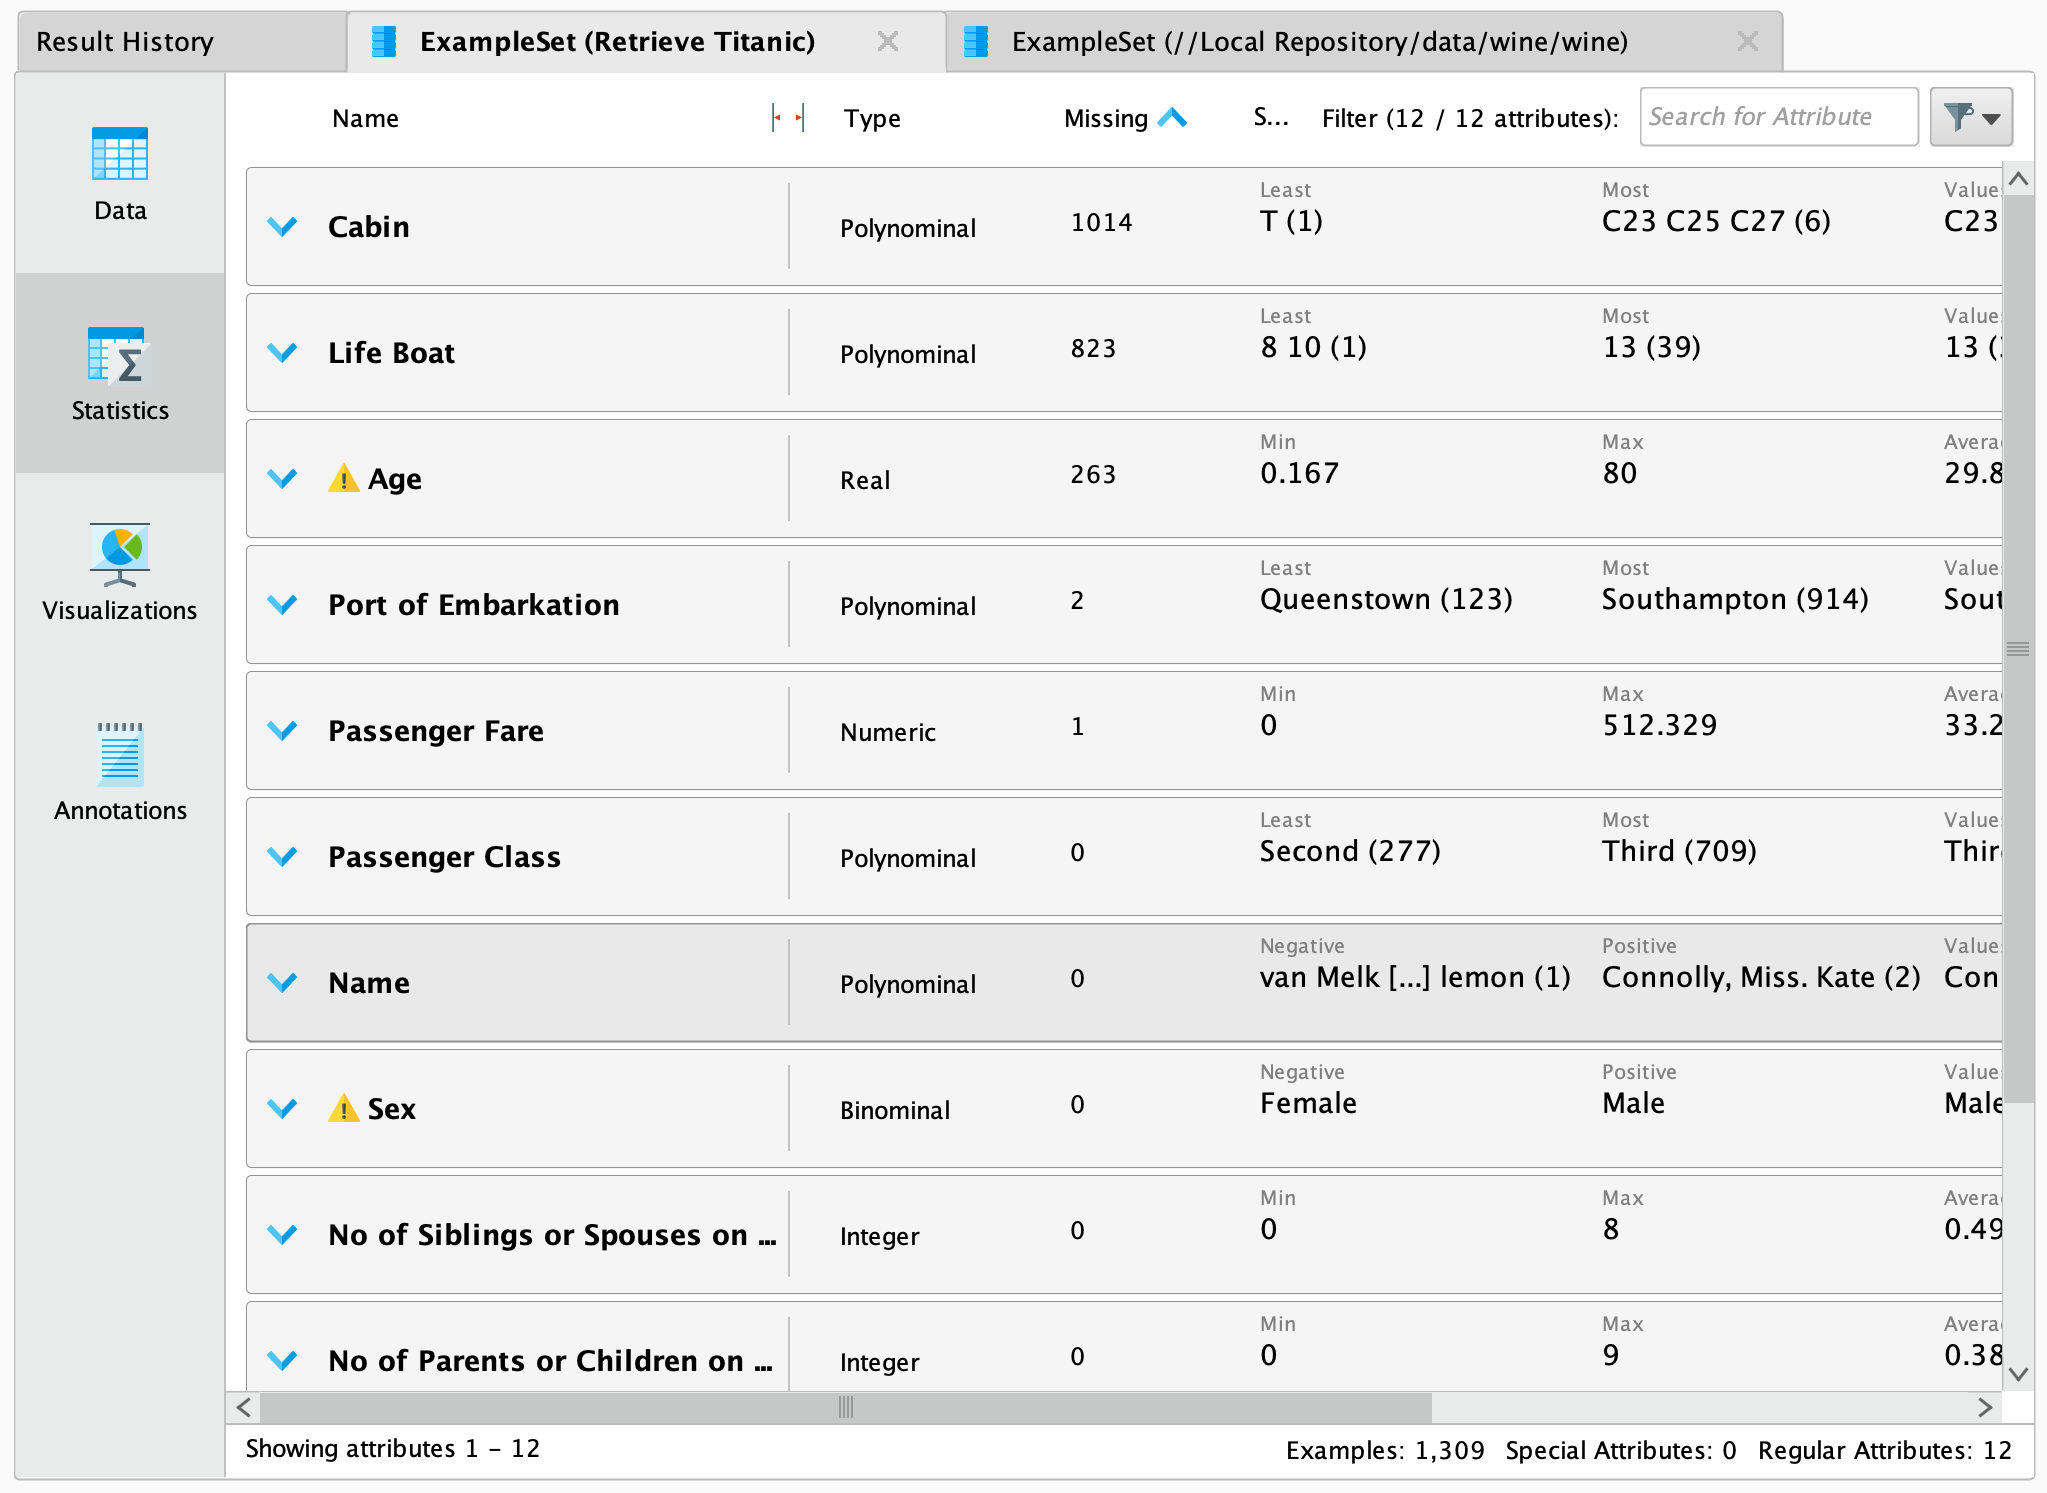 Result History
ExampleSet (Retrieve Titanic)
ExampleSet (//Local Repository/data/wine/wine)
Data
Statistics
Visualizations
Annotations
Name Type Missing S... Filter (12 / 12 attributes): Search for Attribute
Least Most Value
Cabin Polynominal 1014 T (1) C23 C25 C27 (6) C23
Least Most Value
Life Boat Polynominal 823 8 10 (1) 13 (39) 13 (
Min Max Avera
Age Real 263 0.167 80 29.8
Least Most Value
Port of Embarkation Polynominal 2 Queenstown (123) Southampton (914) Sout
Min Max Avera
Passenger Fare Numeric 1 0 512.329 33.2
Least Most Value
Passenger Class Polynominal 0 Second (277) Third (709) Thir
Negative Positive Value
Name Polynominal 0 van Melk [...] lemon (1) Connolly, Miss. Kate (2) Con
Negative Positive Value
Sex Binominal 0 Female Male Male
Min Max Avera
No of Siblings or Spouses on ... Integer 0 0 8 0.49
Min Max Avera
No of Parents or Children on ... Integer 0 0 9 0.38
Showing attributes 1 - 12
Examples: 1,309 Special Attributes: 0 Regular Attributes: 12